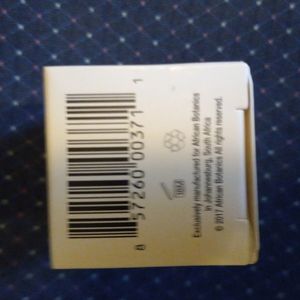 8 57260 00371 1
18M
Exclusively manufactured for African Botanics
in Johannesburg, South Africa
© 2017 African Botanics All rights reserved.